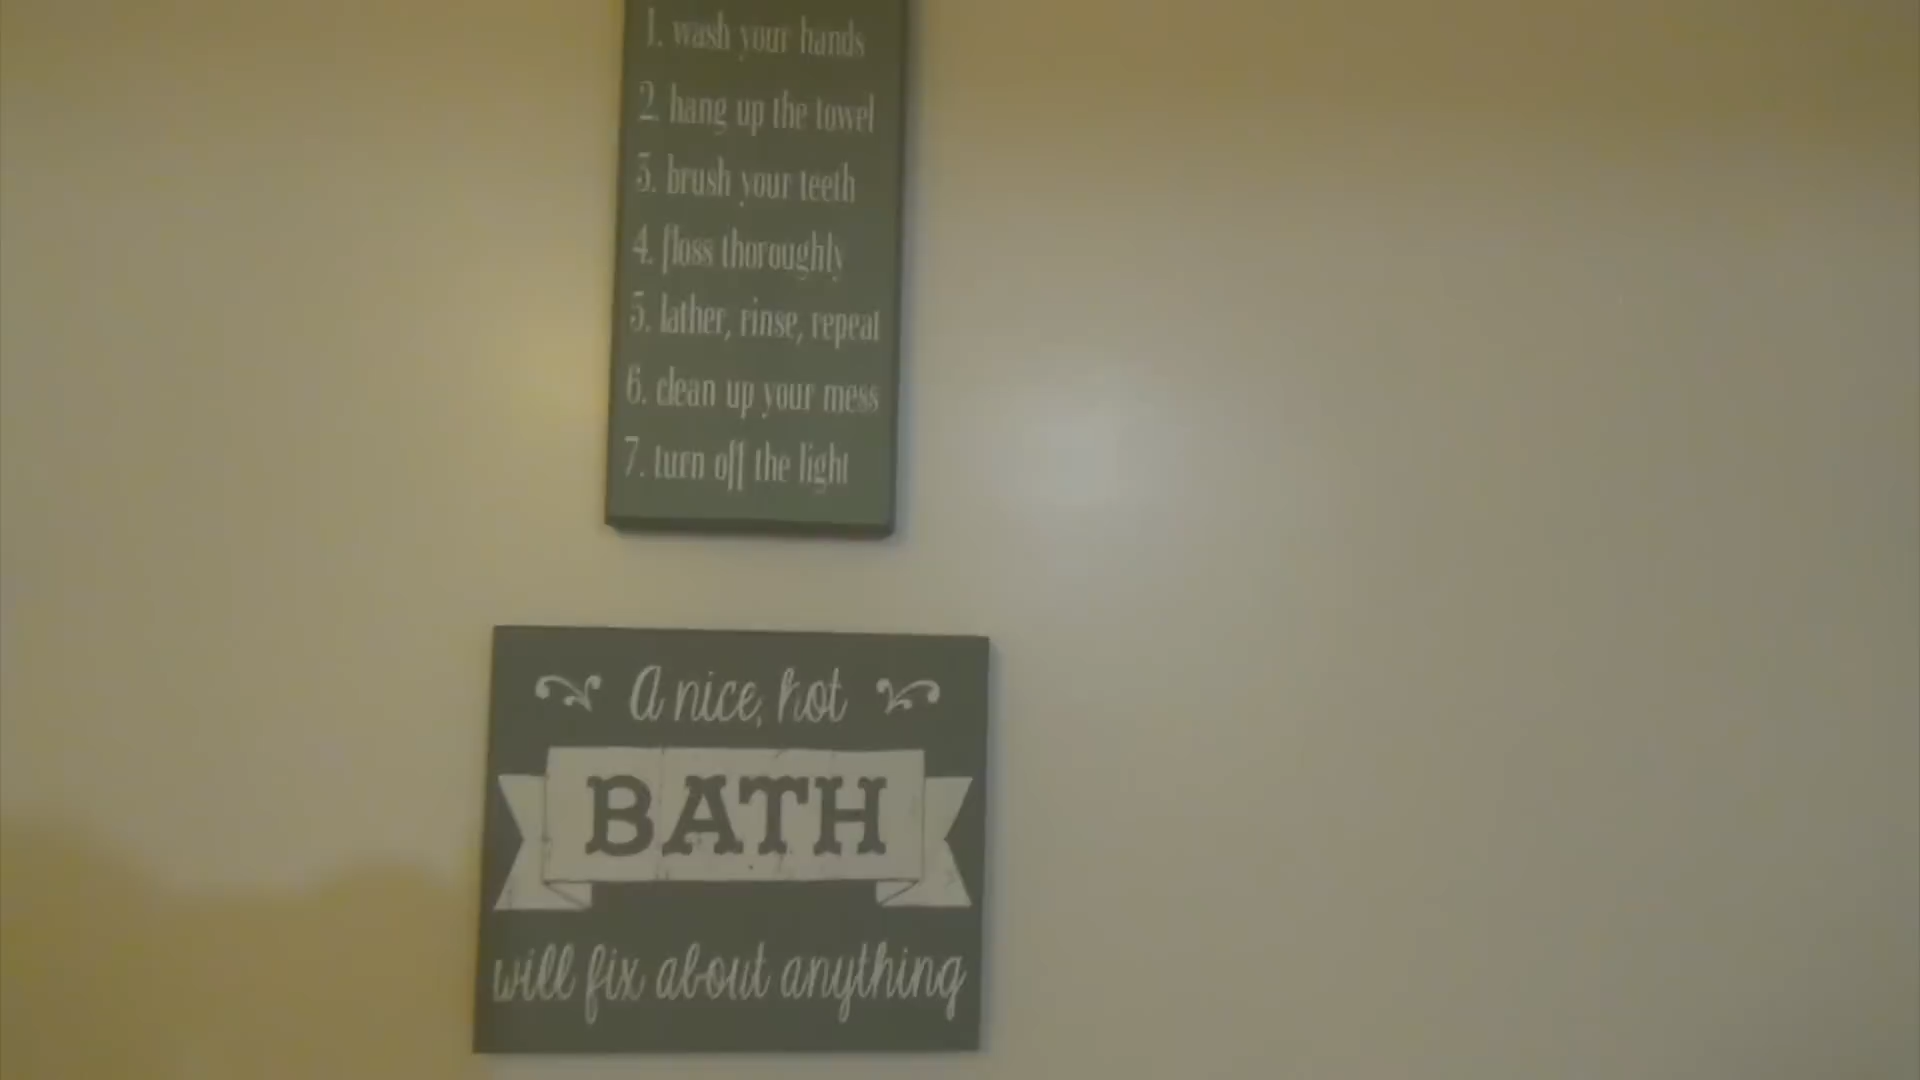 1. wash your hands
2. hang up the towel
3. brush your teeth
4. floss thoroughly
5. lather, rinse, repeat
6. clean up your mess
7. turn off the light
A nice, hot
BATH
will fix about anything